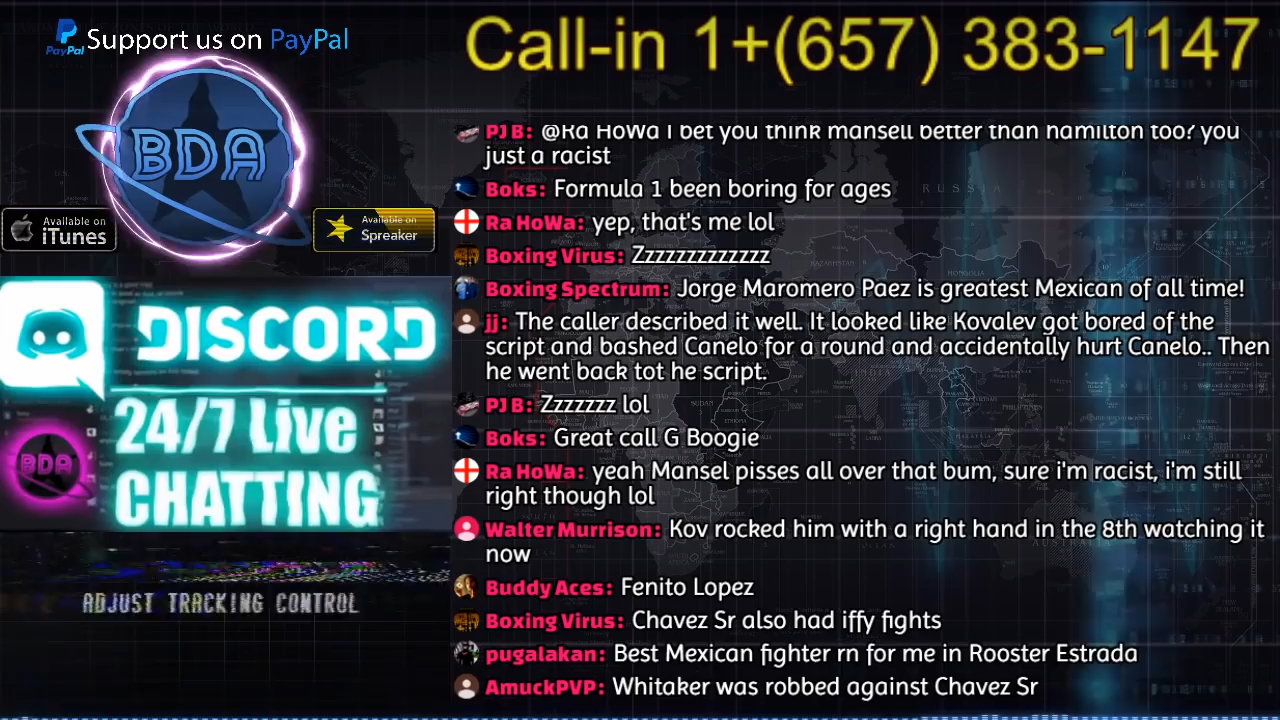 PayPal Support us on PayPal
Call-in 1+(657) 383-1147
BDA
Available on
iTunes
Available on
Spreaker
DISCORD
24/7 Live
CHATTING
BDA
ADJUST TRACKING CONTROL
PJ B: @Ra HoWa I bet you think mansell better than hamilton too? you
just a racist
Boks: Formula 1 been boring for ages
Ra HoWa: yep, that's me lol
Boxing Virus: Zzzzzzzzzzzzz
Boxing Spectrum: Jorge Maromero Paez is greatest Mexican of all time!
jj: The caller described it well. It looked like Kovalev got bored of the
script and bashed Canelo for a round and accidentally hurt Canelo.. Then
he went back tot he script.
PJ B: Zzzzzzz lol
Boks: Great call G Boogie
Ra HoWa: yeah Mansel pisses all over that bum, sure i'm racist, i'm still
right though lol
Walter Murrison: Kov rocked him with a right hand in the 8th watching it
now
Buddy Aces: Fenito Lopez
Boxing Virus: Chavez Sr also had iffy fights
pugalakan: Best Mexican fighter rn for me in Rooster Estrada
AmuckPVP: Whitaker was robbed against Chavez Sr
RUSSIA
MONGOLIA
SUDAN